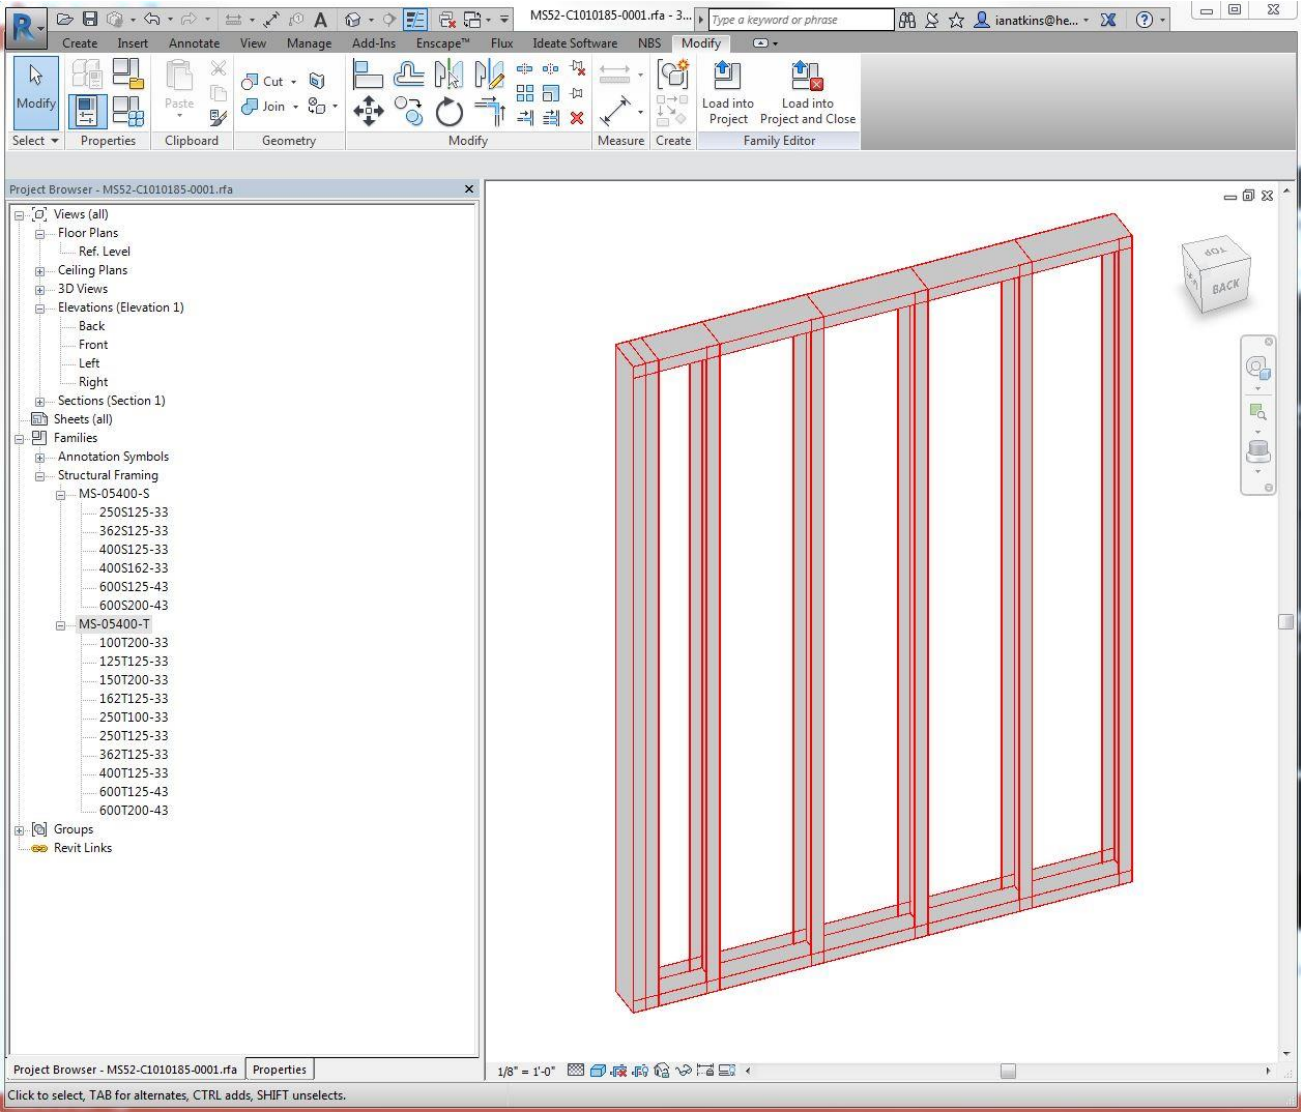 MS52-C1010185-0001.rfa - 3...
Type a keyword or phrase
ianatkins@he...
Create Insert Annotate View Manage Add-Ins Enscape™ Flux Ideate Software NBS Modify
Modify
Paste
Cut
Join
Load into Project
Load into Project and Close
Select Properties Clipboard Geometry Modify Measure Create Family Editor
Project Browser - MS52-C1010185-0001.rfa
Views (all)
Floor Plans
Ref. Level
Ceiling Plans
3D Views
Elevations (Elevation 1)
Back
Front
Left
Right
Sections (Section 1)
Sheets (all)
Families
Annotation Symbols
Structural Framing
MS-05400-S
250S125-33
362S125-33
400S125-33
400S162-33
600S125-43
600S200-43
MS-05400-T
100T200-33
125T125-33
150T200-33
162T125-33
250T100-33
250T125-33
362T125-33
400T125-33
600T125-43
600T200-43
Groups
Revit Links
TOP
BACK
Project Browser - MS52-C1010185-0001.rfa Properties
1/8" = 1'-0"
Click to select, TAB for alternates, CTRL adds, SHIFT unselects.